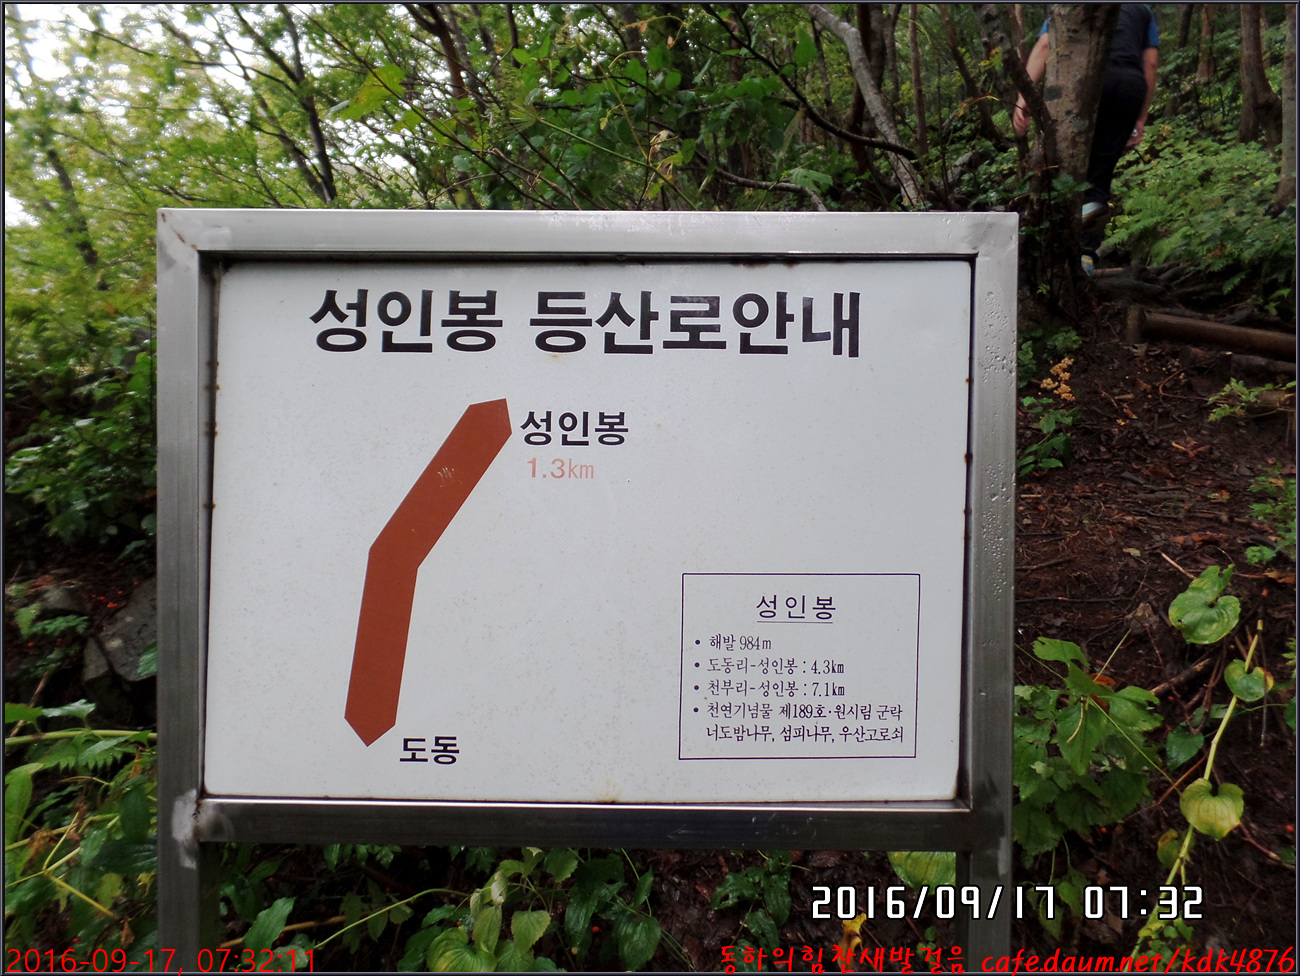 성인봉 등산로안내
성인봉
1.3km
도동
성인봉
• 해발 984m
• 도동리-성인봉 : 4.3km
• 천부리-성인봉 : 7.1km
• 천연기념물 제189호·원시림 군락
너도밤나무, 섬피나무, 우산고로쇠
2016/09/17 07:32
2016-09-17, 07:32:11
동하의힘찬새발걸음 cafe.daum.net/kdk4876